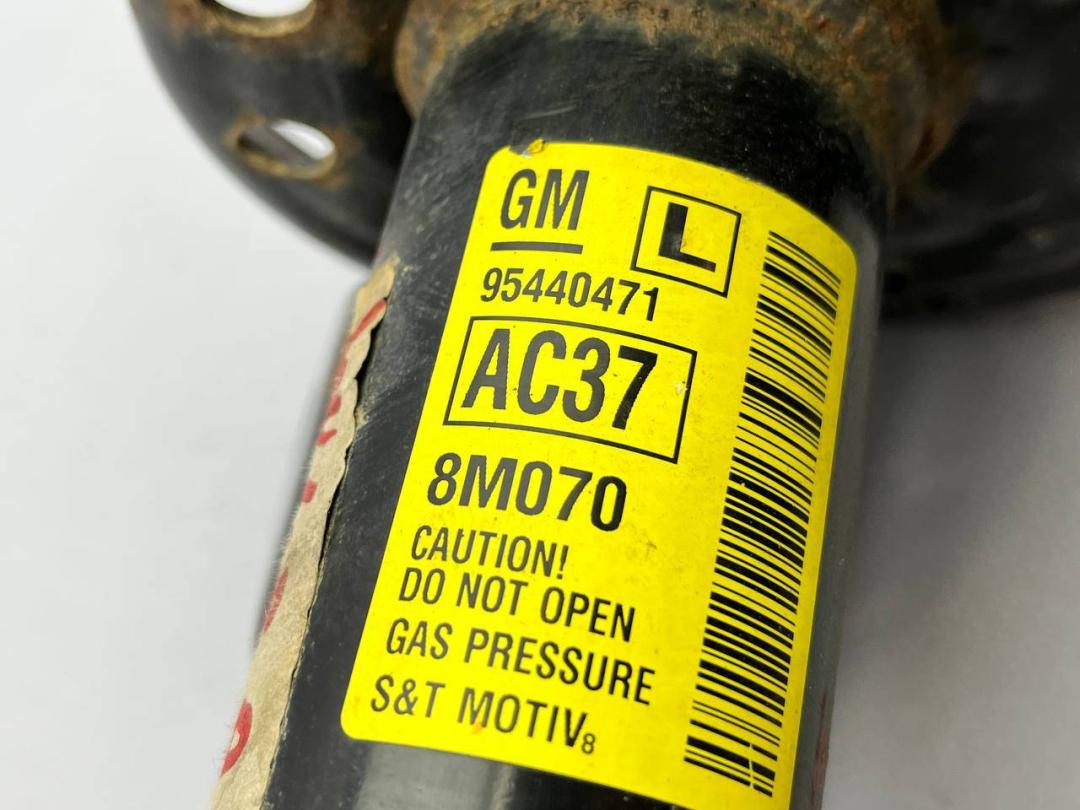 GM L
95440471
AC37
8M070
CAUTION!
DO NOT OPEN
GAS PRESSURE
S&T MOTIV8